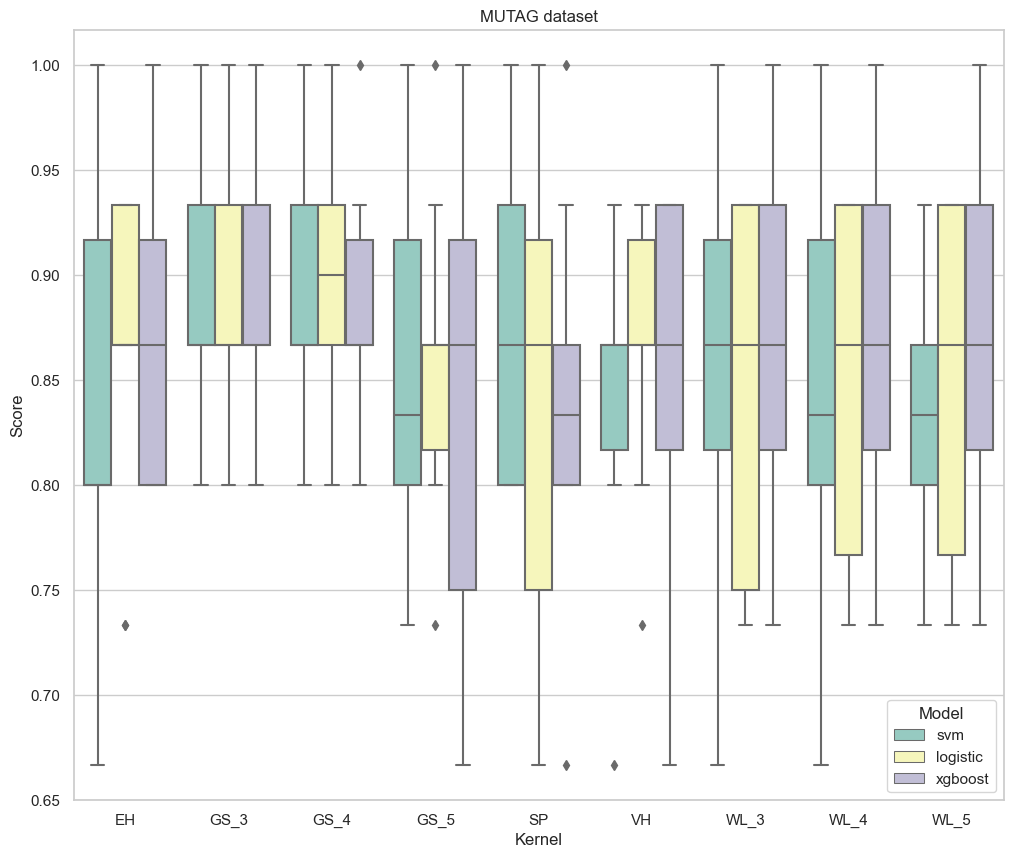 MUTAG dataset
1.00
0.95
0.90
0.85
0.80
0.75
0.70
0.65
Score
EH GS_3 GS_4 GS_5 SP VH WL_3 WL_4 WL_5
Kernel
Model
svm
logistic
xgboost